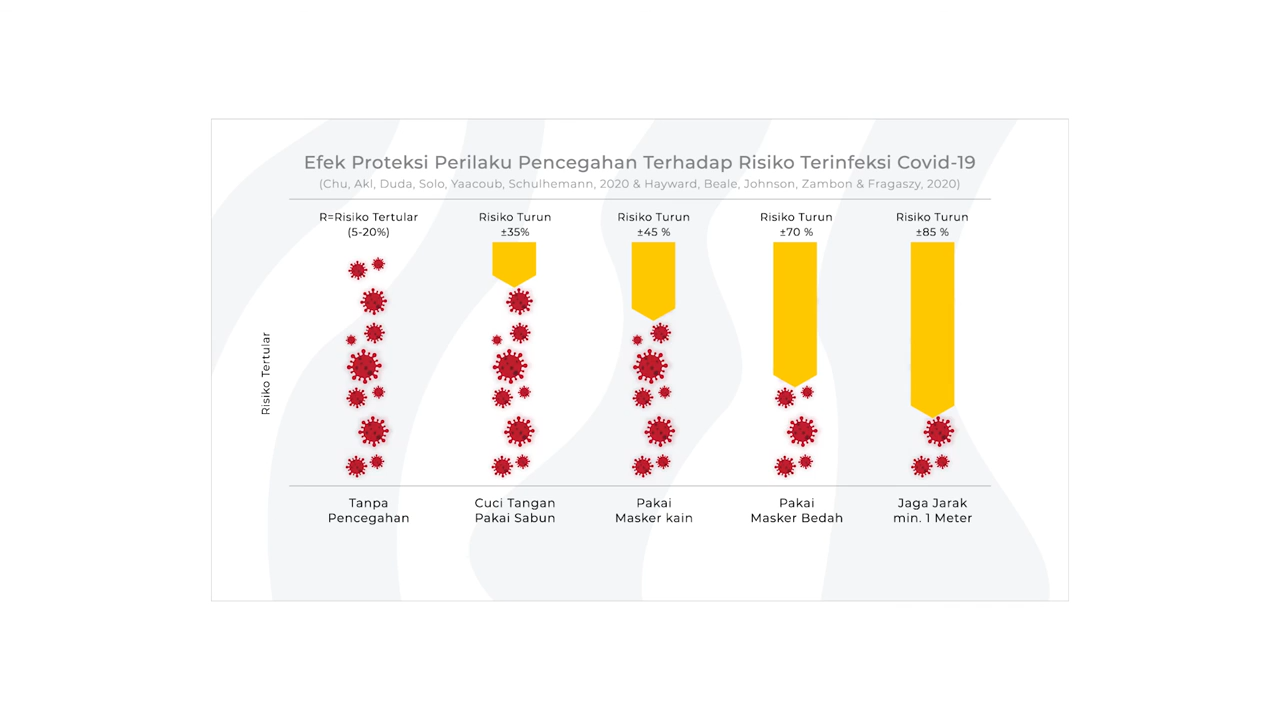 Efek Proteksi Perilaku Pencegahan Terhadap Risiko Terinfeksi Covid-19
(Chu, Akl, Duda, Solo, Yaacoub, Schulhemann, 2020 & Hayward, Beale, Johnson, Zambon & Fragaszy, 2020)
R=Risiko Tertular
(5-20%)
Risiko Turun
±35%
Risiko Turun
±45 %
Risiko Turun
±70 %
Risiko Turun
±85 %
Risiko Tertular
Tanpa
Pencegahan
Cuci Tangan
Pakai Sabun
Pakai
Masker kain
Pakai
Masker Bedah
Jaga Jarak
min. 1 Meter